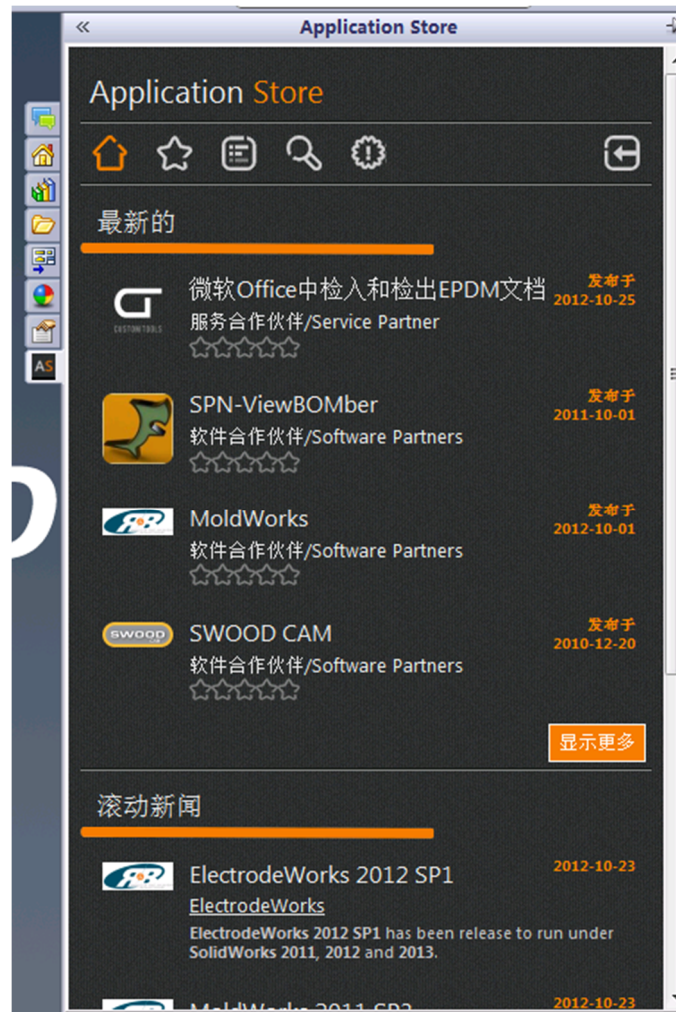 Application Store
Application Store
最新的
微软Office中检入和检出EPDM文档
发布于
2012-10-25
服务合作伙伴/Service Partner
CUSTOMTOOLS
SPN-ViewBOMber
发布于
2011-10-01
软件合作伙伴/Software Partners
MoldWorks
发布于
2012-10-01
软件合作伙伴/Software Partners
SWOOD
SWOOD CAM
发布于
2010-12-20
软件合作伙伴/Software Partners
AS
显示更多
滚动新闻
ElectrodeWorks 2012 SP1
2012-10-23
ElectrodeWorks
ElectrodeWorks 2012 SP1 has been release to run under
SolidWorks 2011, 2012 and 2013.
MoldWorks 2011 SP2
2012-10-23